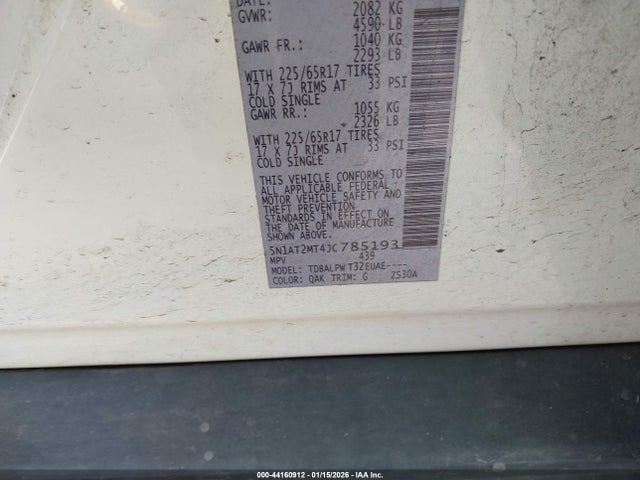 DATE:
GVWR: 2082 KG
4590 LB
GAWR FR.: 1040 KG
2293 LB
WITH 225/65R17 TIRES
17 X 7J RIMS AT 33 PSI
COLD SINGLE
GAWR RR.: 1055 KG
2326 LB
WITH 225/65R17 TIRES
17 X 7J RIMS AT 33 PSI
COLD SINGLE
THIS VEHICLE CONFORMS TO
ALL APPLICABLE FEDERAL
MOTOR VEHICLE SAFETY AND
THEFT PREVENTION
STANDARDS IN EFFECT ON
THE DATE OF MANUFACTURE
SHOWN ABOVE.
5N1AT2MT4JC785193
MPV 439
MODEL: TDBALPW T32EUAE----
COLOR: QAK TRIM: G ZS30A
000-44160912 - 01/15/2026 - IAA Inc.